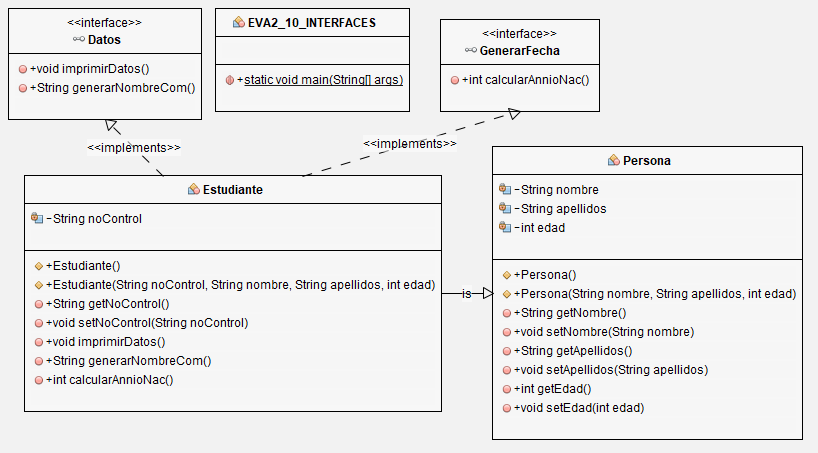 <<interface>>
Datos
+void imprimirDatos()
+String generarNombreCom()
EVA2_10_INTERFACES
+static void main(String[] args)
<<interface>>
GenerarFecha
+int calcularAnnioNac()
<<implements>>
<<implements>>
Estudiante
-String noControl
+Estudiante()
+Estudiante(String noControl, String nombre, String apellidos, int edad)
+String getNoControl()
+void setNoControl(String noControl)
+void imprimirDatos()
+String generarNombreCom()
+int calcularAnnioNac()
is
Persona
-String nombre
-String apellidos
-int edad
+Persona()
+Persona(String nombre, String apellidos, int edad)
+String getNombre()
+void setNombre(String nombre)
+String getApellidos()
+void setApellidos(String apellidos)
+int getEdad()
+void setEdad(int edad)